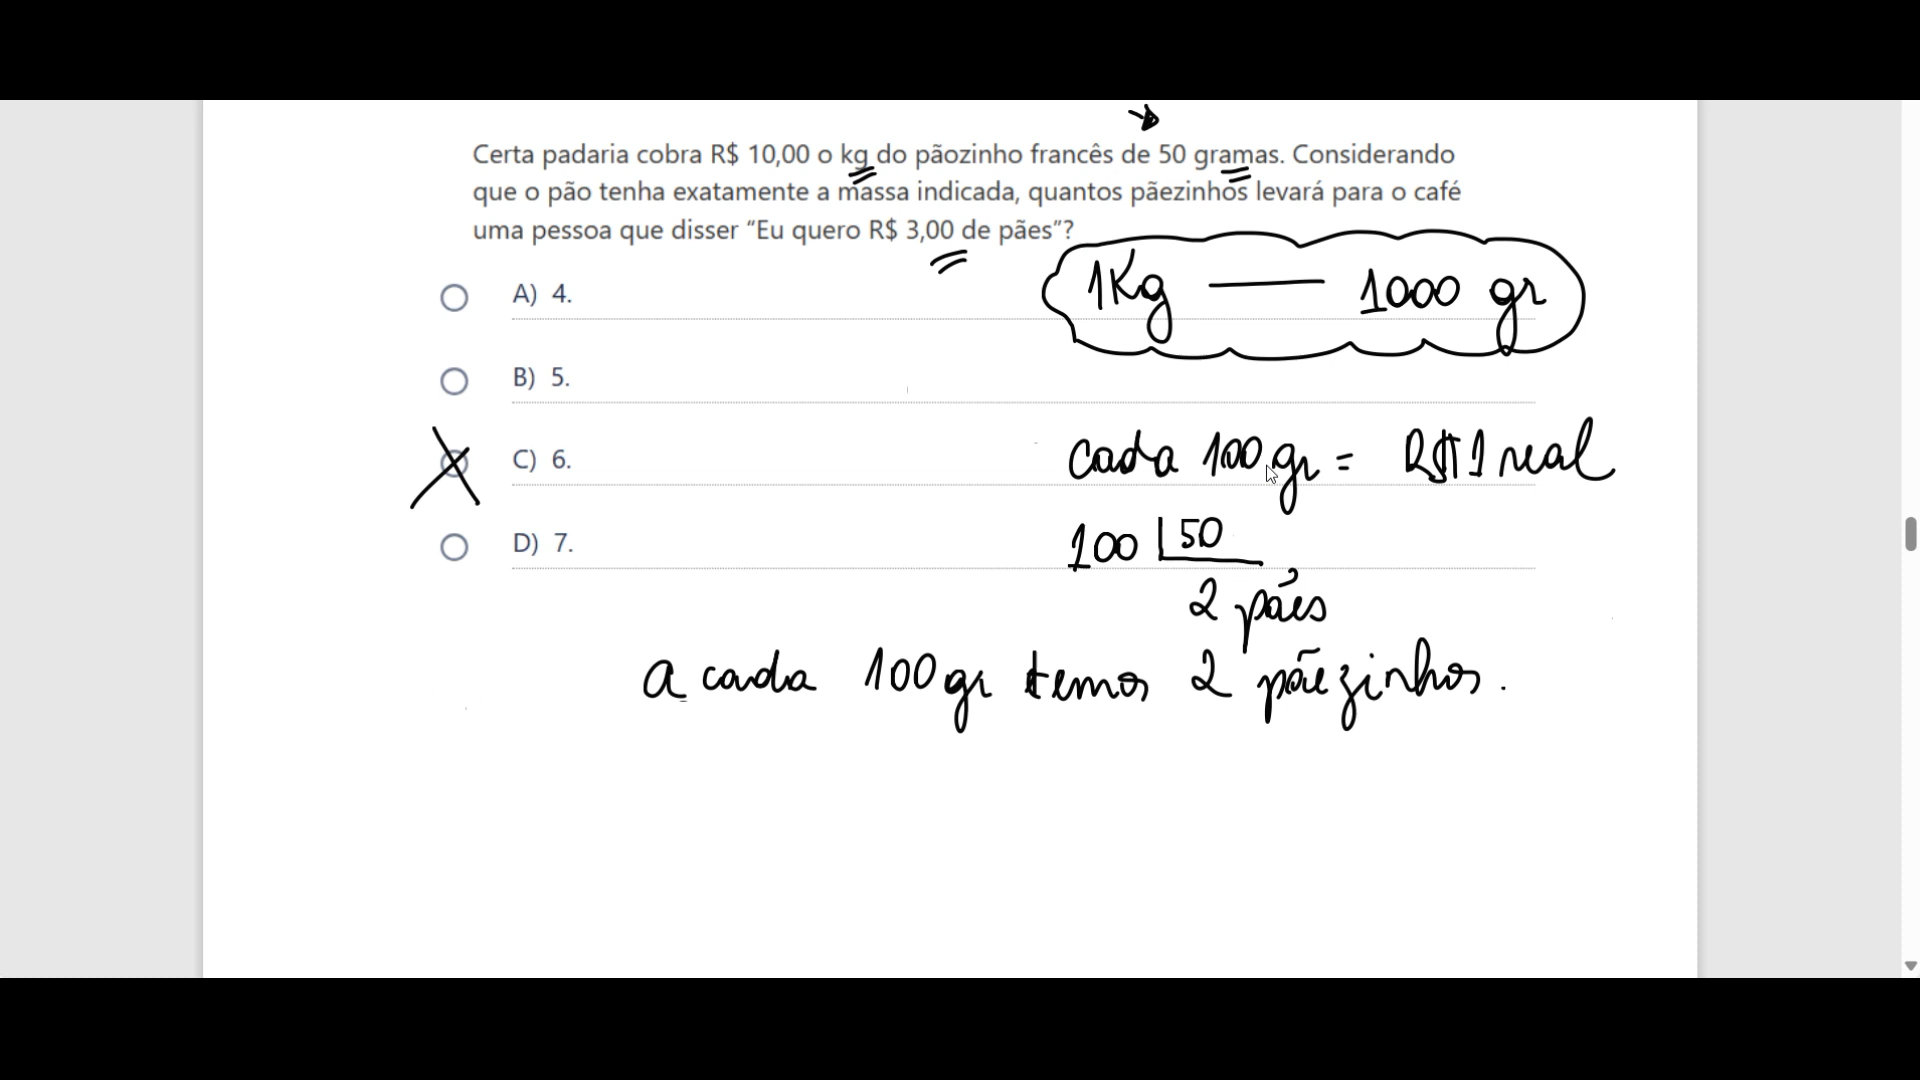 Certa padaria cobra R$ 10,00 o kg do pãozinho francês de 50 gramas. Considerando
que o pão tenha exatamente a massa indicada, quantos pãezinhos levará para o café
uma pessoa que disser “Eu quero R$ 3,00 de pães”?
1Kg — 1000 gr
A) 4.
B) 5.
C) 6.
cada 100 gr = R$ 1 real
D) 7.
100 50
2 pães
a cada 100 gr temos 2 pãezinhos.